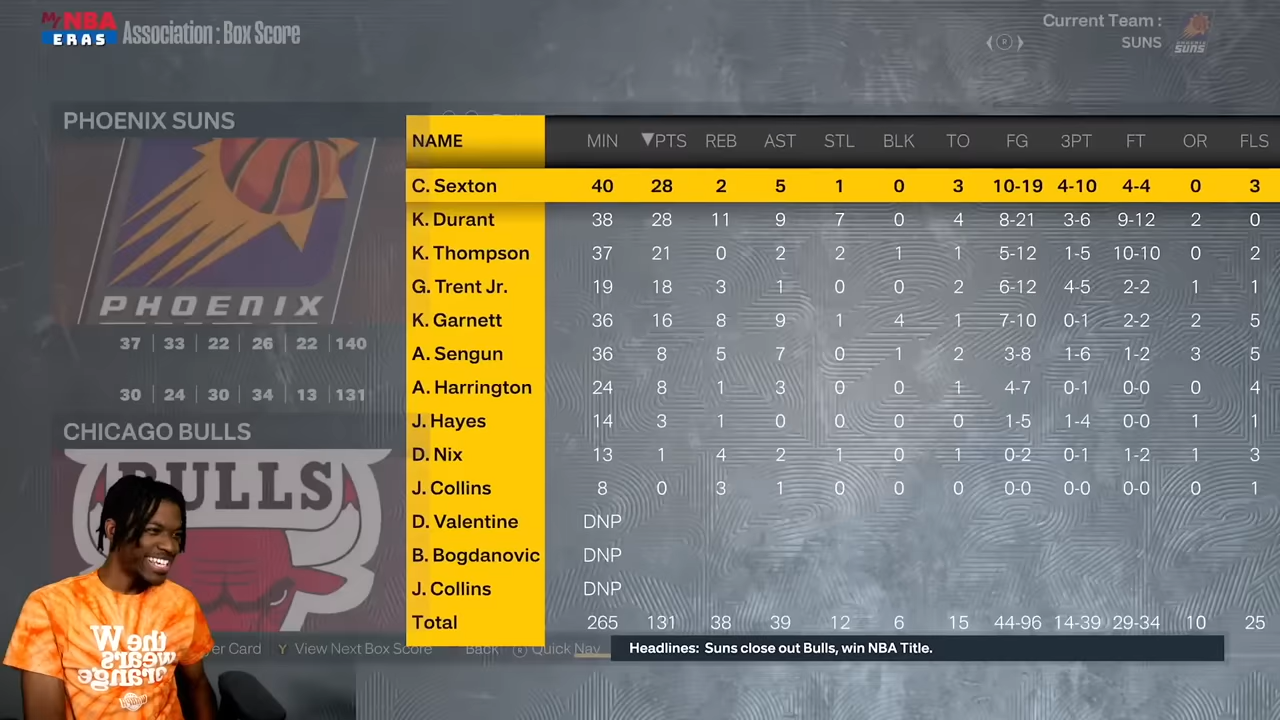 My NBA
ERAS
Association : Box Score
Current Team :
R
SUNS
PHOENIX
SUNS
PHOENIX SUNS
PHOENIX
37 33 22 26 22 140
30 24 30 34 13 131
CHICAGO BULLS
BULLS
NAME MIN ▼PTS REB AST STL BLK TO FG 3PT FT OR FLS
C. Sexton 40 28 2 5 1 0 3 10-19 4-10 4-4 0 3
K. Durant 38 28 11 9 7 0 4 8-21 3-6 9-12 2 0
K. Thompson 37 21 0 2 2 1 1 5-12 1-5 10-10 0 2
G. Trent Jr. 19 18 3 1 0 0 2 6-12 4-5 2-2 1 1
K. Garnett 36 16 8 9 1 4 1 7-10 0-1 2-2 2 5
A. Sengun 36 8 5 7 0 1 2 3-8 1-6 1-2 3 5
A. Harrington 24 8 1 3 0 0 1 4-7 0-1 0-0 0 4
J. Hayes 14 3 1 0 0 0 0 1-5 1-4 0-0 1 1
D. Nix 13 1 4 2 1 0 1 0-2 0-1 1-2 1 3
J. Collins 8 0 3 1 0 0 0 0-0 0-0 0-0 0 1
D. Valentine DNP
B. Bogdanovic DNP
J. Collins DNP
Total 265 131 38 39 12 6 15 44-96 14-39 29-34 10 25
er Card Y View Next Box Score Back R Quick Nav
Headlines: Suns close out Bulls, win NBA Title.
the W
wears
orange